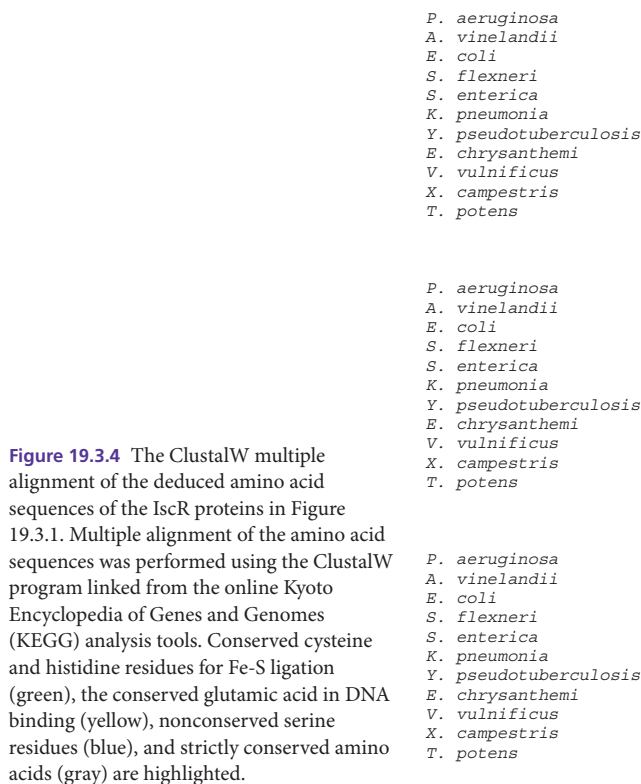 P. aeruginosa
A. vinelandii
E. coli
S. flexneri
S. enterica
K. pneumonia
Y. pseudotuberculosis
E. chrysanthemi
V. vulnificus
X. campestris
T. potens
P. aeruginosa
A. vinelandii
E. coli
S. flexneri
S. enterica
K. pneumonia
Y. pseudotuberculosis
E. chrysanthemi
V. vulnificus
X. campestris
T. potens
Figure 19.3.4 The ClustalW multiple
alignment of the deduced amino acid
sequences of the IscR proteins in Figure
19.3.1. Multiple alignment of the amino acid
sequences was performed using the ClustalW
program linked from the online Kyoto
Encyclopedia of Genes and Genomes
(KEGG) analysis tools. Conserved cysteine
and histidine residues for Fe-S ligation
(green), the conserved glutamic acid in DNA
binding (yellow), nonconserved serine
residues (blue), and strictly conserved amino
acids (gray) are highlighted.
P. aeruginosa
A. vinelandii
E. coli
S. flexneri
S. enterica
K. pneumonia
Y. pseudotuberculosis
E. chrysanthemi
V. vulnificus
X. campestris
T. potens